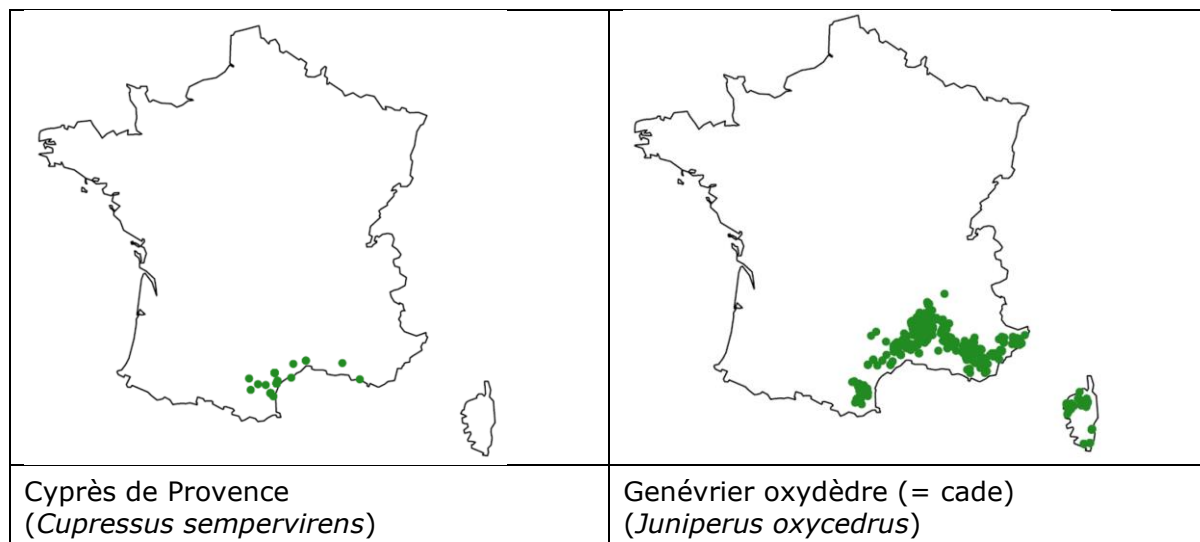 Cyprès de Provence
(Cupressus sempervirens)
Genévrier oxydèdre (= cade)
(Juniperus oxycedrus)